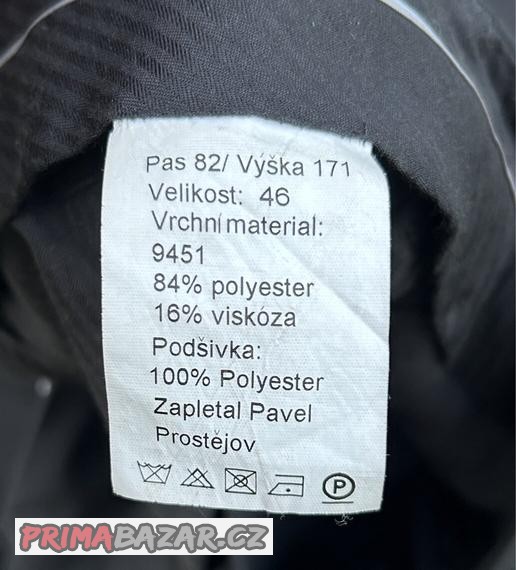 Pas 82/ Výška 171
Velikost: 46
Vrchní material:
9451
84% polyester
16% viskóza
Podšivka:
100% Polyester
Zapletal Pavel
Prostějov
P
PRIMABAZAR.CZ